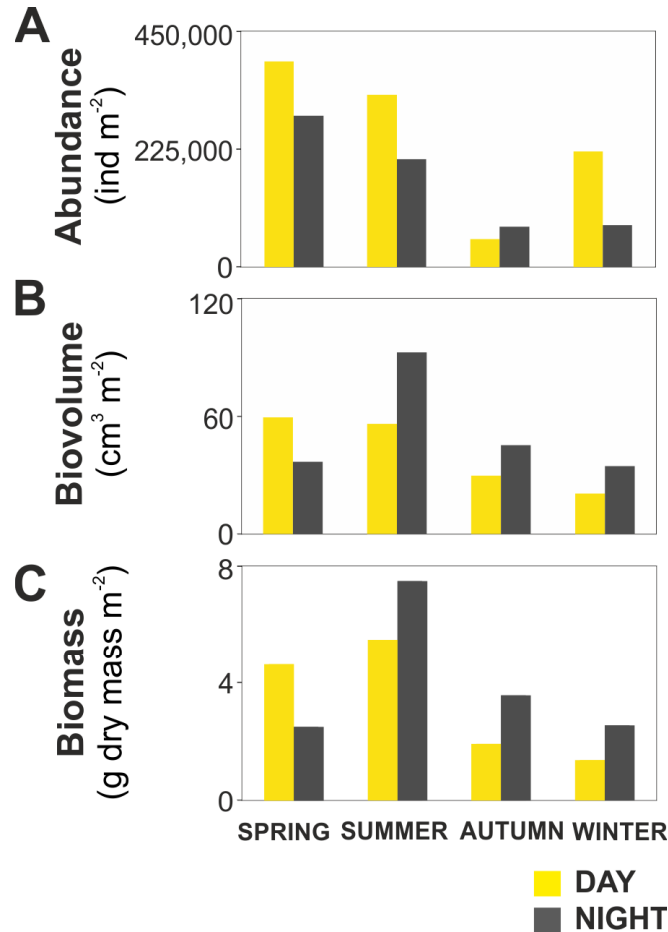 A
Abundance
(ind m⁻²)
450,000
225,000
0
B
Biovolume
(cm³ m⁻²)
120
60
0
C
Biomass
(g dry mass m⁻²)
8
4
0
SPRING SUMMER AUTUMN WINTER
DAY
NIGHT